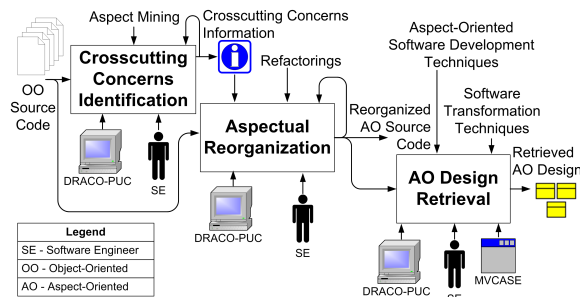 Aspect Mining
Crosscutting Concerns
Information
Crosscutting
Concerns
Identification
OO
Source
Code
DRACO-PUC
SE
Refactorings
Aspectual
Reorganization
DRACO-PUC
SE
Reorganized
AO Source
Code
Aspect-Oriented
Software Development
Techniques
Software
Transformation
Techniques
AO Design
Retrieval
Retrieved
AO Design
DRACO-PUC
SE
MVCASE
Legend
SE - Software Engineer
OO - Object-Oriented
AO - Aspect-Oriented